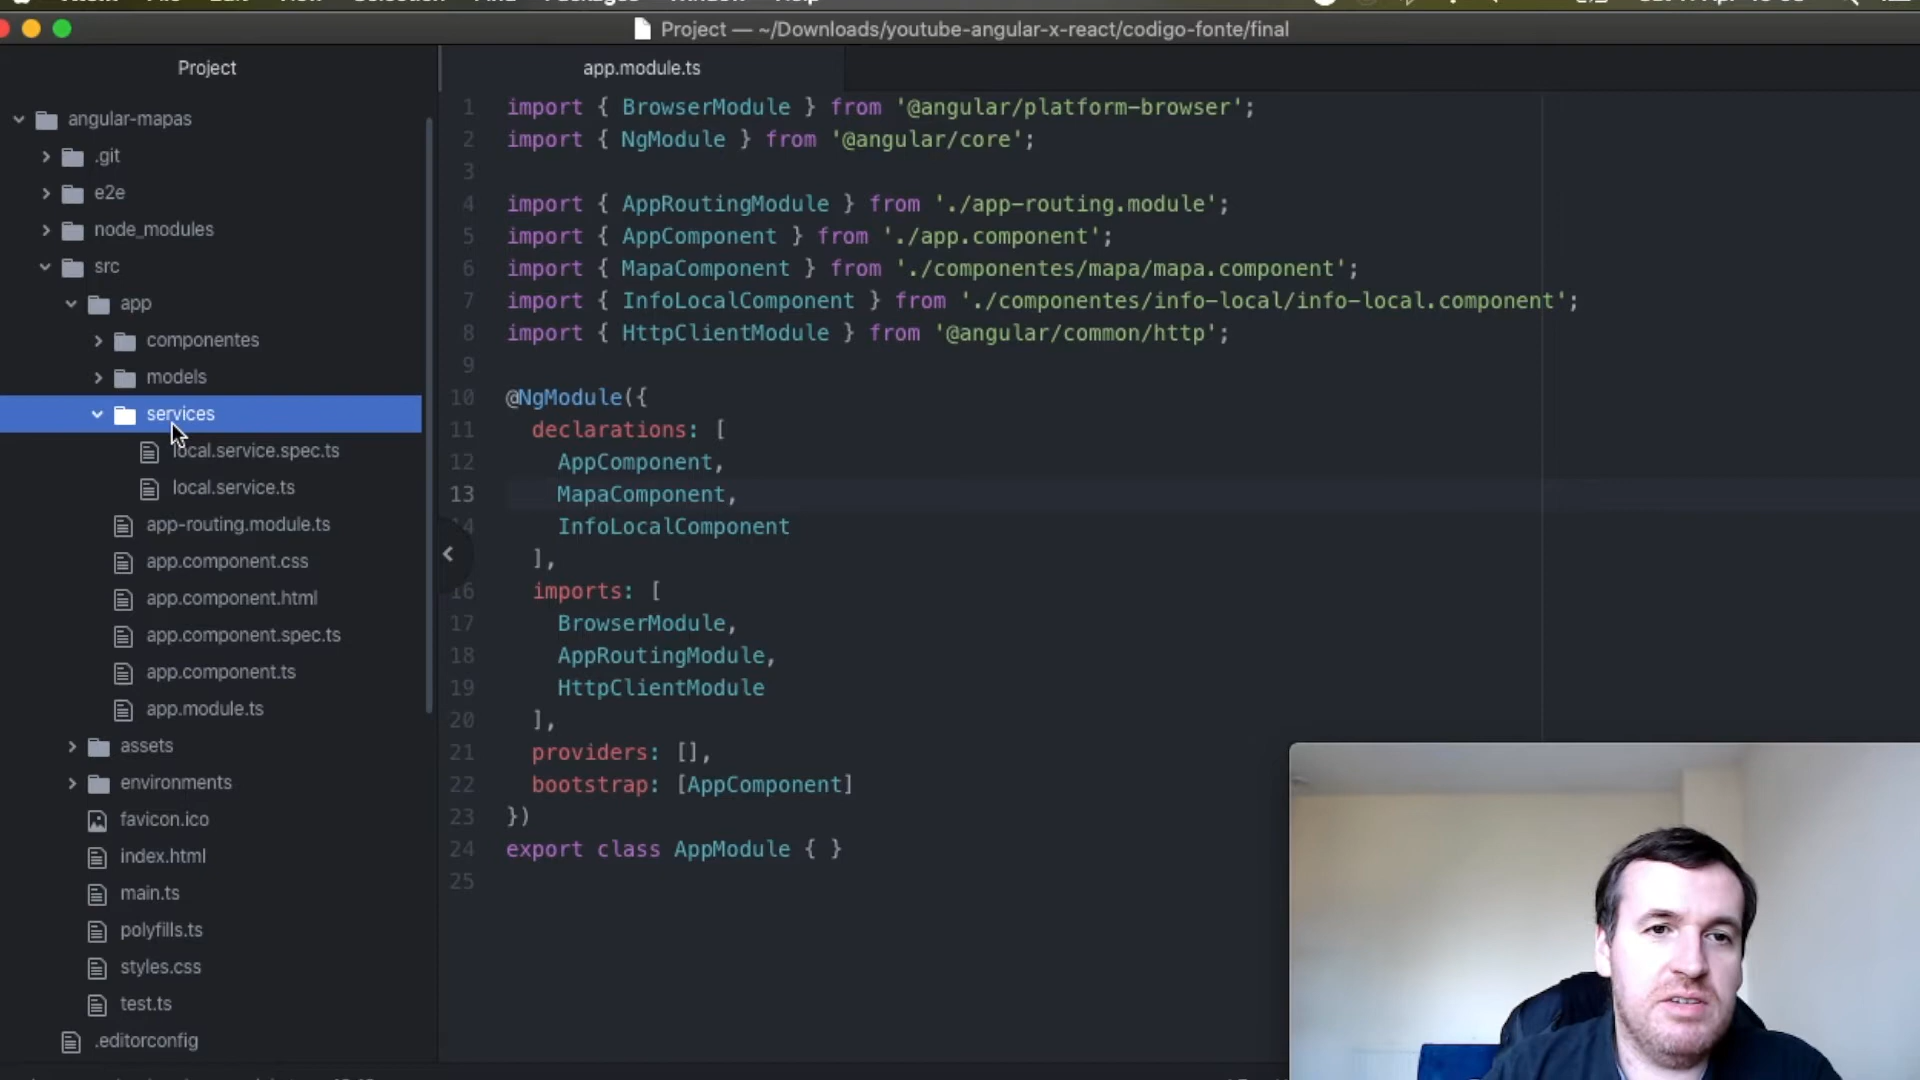 Project — ~/Downloads/youtube-angular-x-react/codigo-fonte/final
Project
app.module.ts
angular-mapas
.git
e2e
node_modules
src
app
componentes
models
services
local.service.spec.ts
local.service.ts
app-routing.module.ts
app.component.css
app.component.html
app.component.spec.ts
app.component.ts
app.module.ts
assets
environments
favicon.ico
index.html
main.ts
polyfills.ts
styles.css
test.ts
.editorconfig
1 import { BrowserModule } from '@angular/platform-browser';
2 import { NgModule } from '@angular/core';
3
4 import { AppRoutingModule } from './app-routing.module';
5 import { AppComponent } from './app.component';
6 import { MapaComponent } from './componentes/mapa/mapa.component';
7 import { InfoLocalComponent } from './componentes/info-local/info-local.component';
8 import { HttpClientModule } from '@angular/common/http';
9
10 @NgModule({
11 declarations: [
12 AppComponent,
13 MapaComponent,
14 InfoLocalComponent
],
16 imports: [
17 BrowserModule,
18 AppRoutingModule,
19 HttpClientModule
20 ],
21 providers: [],
22 bootstrap: [AppComponent]
23 })
24 export class AppModule { }
25